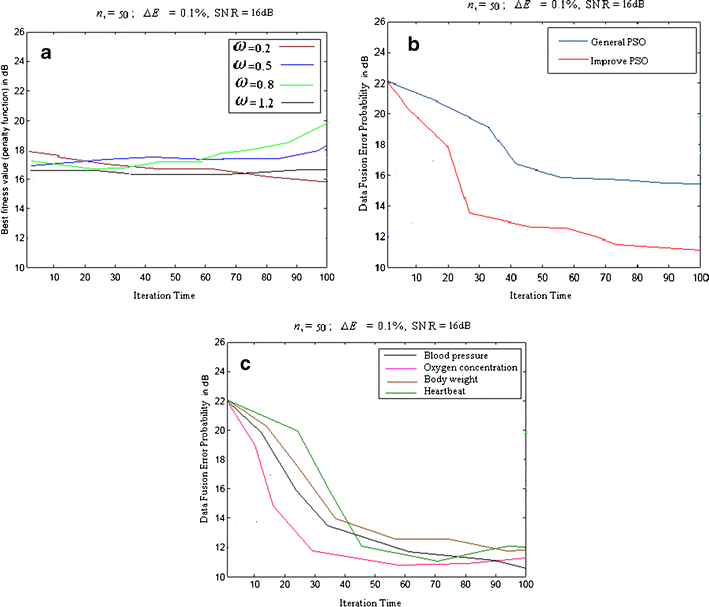 n, = 50 ; ΔE = 0.1%, SNR = 16dB
a
ω=0.2
ω=0.5
ω=0.8
ω=1.2
Best fitness value (penalty function) in dB
26
24
22
20
18
16
14
12
10
10 20 30 40 50 60 70 80 90 100
Iteration Time
n, = 50 ; ΔE = 0.1%, SNR = 16dB
b
General PSO
Improve PSO
Data Fusion Error Probability in dB
26
24
22
20
18
16
14
12
10
10 20 30 40 50 60 70 80 90 100
Iteration Time
n, = 50 ; ΔE = 0.1%, SNR = 16dB
c
Blood pressure
Oxygen concentration
Body weight
Heartbeat
Data Fusion Error Probability in dB
26
24
22
20
18
16
14
12
10
10 20 30 40 50 60 70 80 90 100
Iteration Time